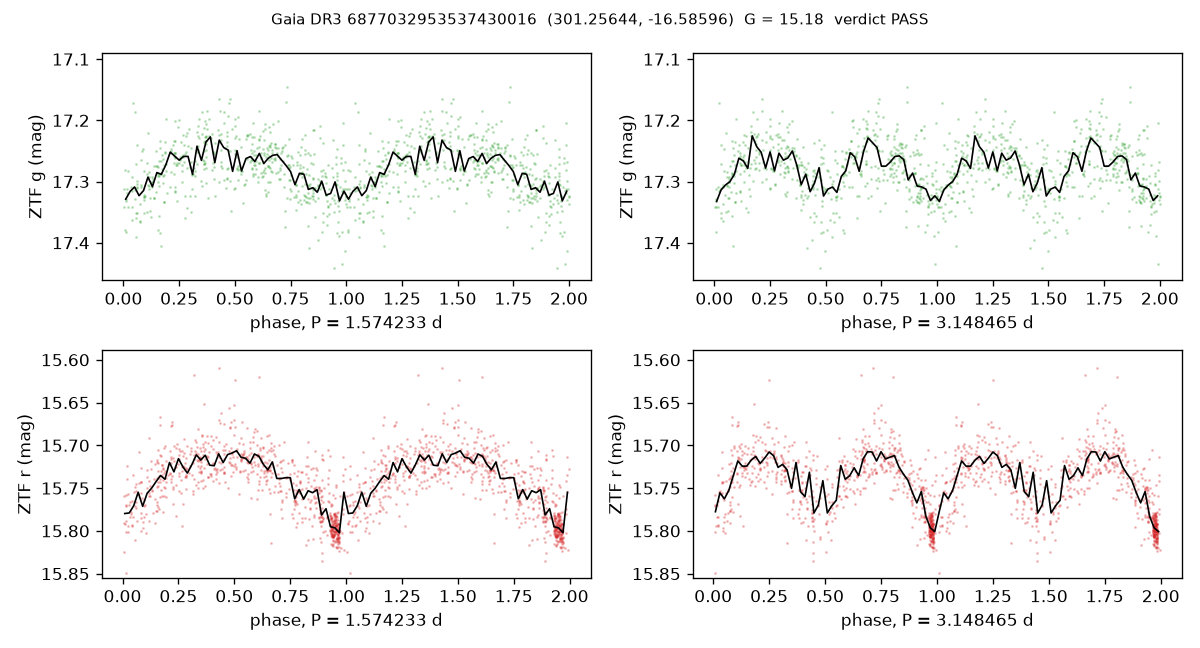 Gaia DR3 6877032953537430016 (301.25644, -16.58596) G = 15.18 verdict PASS
ZTF g (mag)
17.1
17.2
17.3
17.4
0.00 0.25 0.50 0.75 1.00 1.25 1.50 1.75 2.00
phase, P = 1.574233 d
ZTF g (mag)
17.1
17.2
17.3
17.4
0.00 0.25 0.50 0.75 1.00 1.25 1.50 1.75 2.00
phase, P = 3.148465 d
ZTF r (mag)
15.60
15.65
15.70
15.75
15.80
15.85
0.00 0.25 0.50 0.75 1.00 1.25 1.50 1.75 2.00
phase, P = 1.574233 d
ZTF r (mag)
15.60
15.65
15.70
15.75
15.80
15.85
0.00 0.25 0.50 0.75 1.00 1.25 1.50 1.75 2.00
phase, P = 3.148465 d